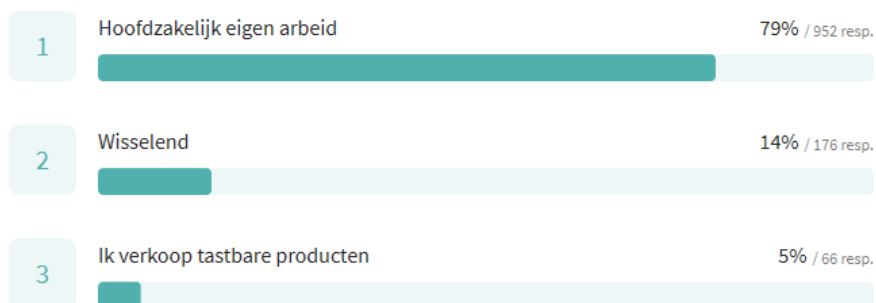 1 Hoofdzakelijk eigen arbeid 79% / 952 resp.
2 Wisselend 14% / 176 resp.
3 Ik verkoop tastbare producten 5% / 66 resp.